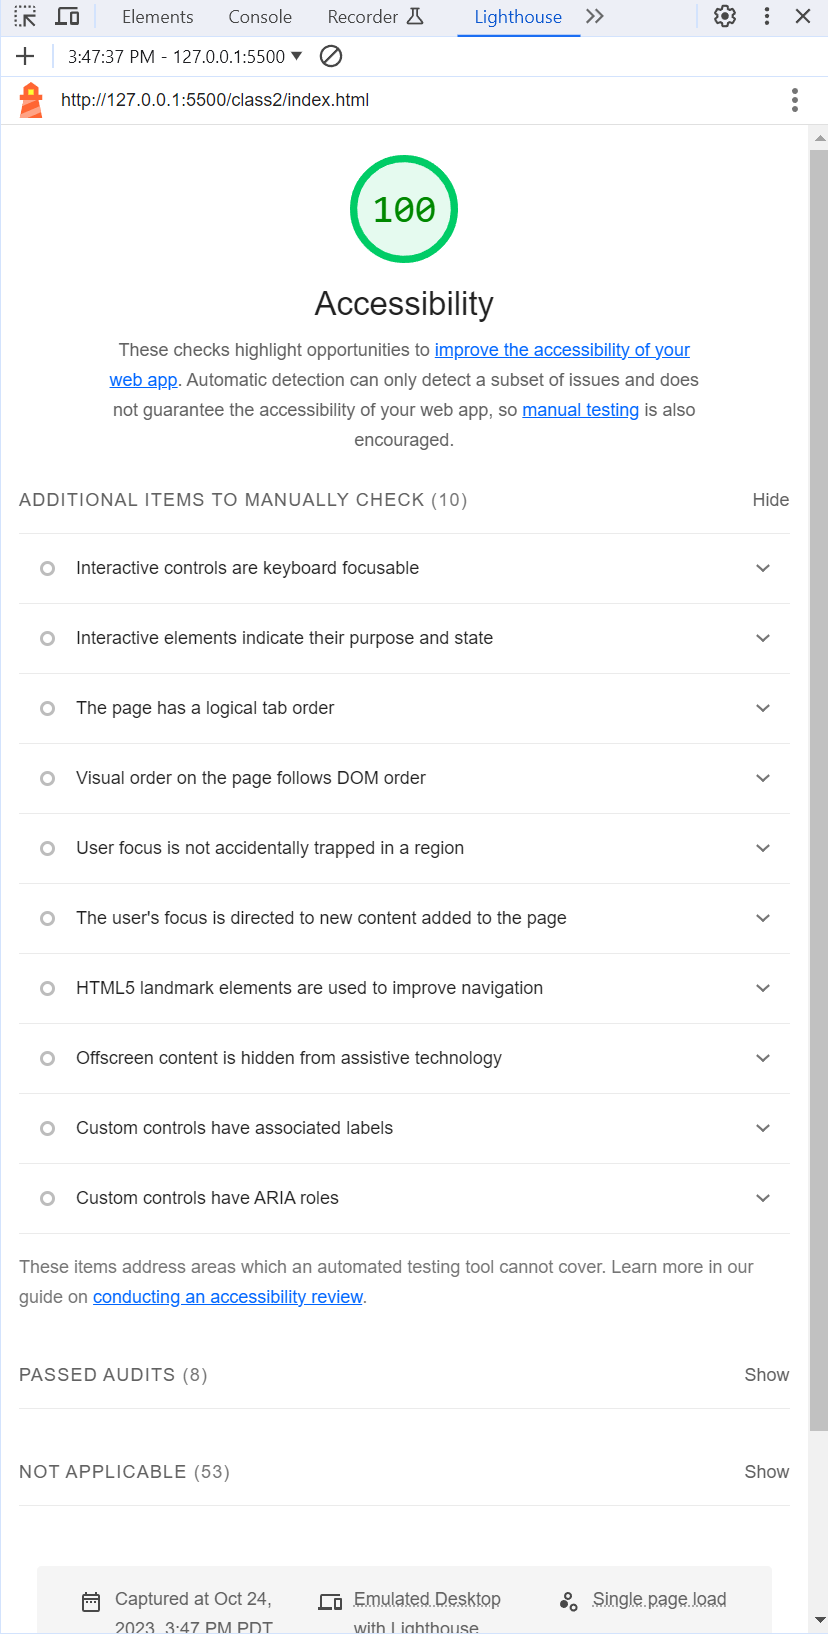 Elements Console Recorder Lighthouse
3:47:37 PM - 127.0.0.1:5500
http://127.0.0.1:5500/class2/index.html
100
Accessibility
These checks highlight opportunities to improve the accessibility of your
web app. Automatic detection can only detect a subset of issues and does
not guarantee the accessibility of your web app, so manual testing is also
encouraged.
ADDITIONAL ITEMS TO MANUALLY CHECK (10) Hide
Interactive controls are keyboard focusable
Interactive elements indicate their purpose and state
The page has a logical tab order
Visual order on the page follows DOM order
User focus is not accidentally trapped in a region
The user's focus is directed to new content added to the page
HTML5 landmark elements are used to improve navigation
Offscreen content is hidden from assistive technology
Custom controls have associated labels
Custom controls have ARIA roles
These items address areas which an automated testing tool cannot cover. Learn more in our
guide on conducting an accessibility review.
PASSED AUDITS (8) Show
NOT APPLICABLE (53) Show
Captured at Oct 24,
2023, 3:47 PM PDT
Emulated Desktop
with Lighthouse
Single page load